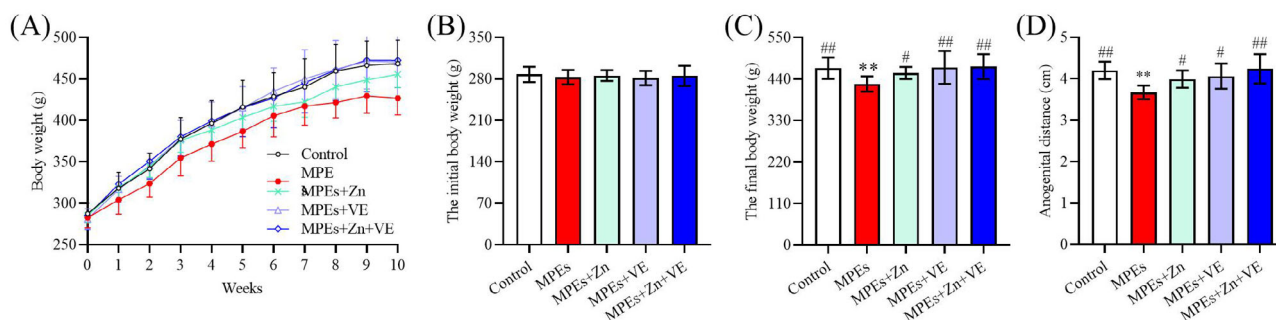 (A)
Body weight (g)
500
450
400
350
300
250
0 1 2 3 4 5 6 7 8 9 10
Weeks
Control
MPE
MPEs+Zn
MPEs+VE
MPEs+Zn+VE
(B)
The initial body weight (g)
350
280
210
140
70
0
Control
MPEs
MPEs+Zn
MPEs+VE
MPEs+Zn+VE
(C)
The final body weight (g)
550
440
330
220
110
0
## ** # ## ##
Control
MPEs
MPEs+Zn
MPEs+VE
MPEs+Zn+VE
(D)
Anogenital distance (cm)
5
4
3
2
1
0
## ** # # ##
Control
MPEs
MPEs+Zn
MPEs+VE
MPEs+Zn+VE